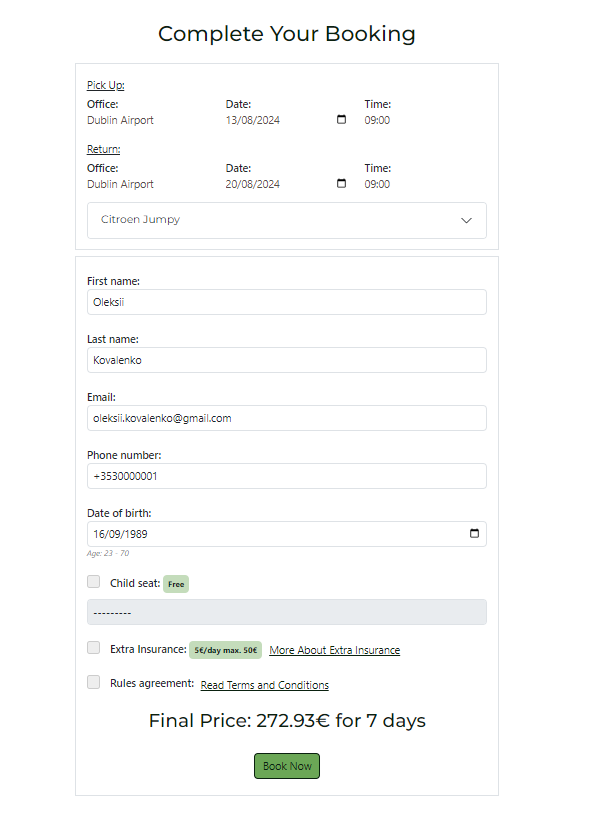 Complete Your Booking
Pick Up:
Office: Date: Time:
Dublin Airport 13/08/2024 09:00
Return:
Office: Date: Time:
Dublin Airport 20/08/2024 09:00
Citroen Jumpy
First name:
Oleksii
Last name:
Kovalenko
Email:
oleksii.kovalenko@gmail.com
Phone number:
+3530000001
Date of birth:
16/09/1989
Age: 23 - 70
Child seat: Free
---------
Extra Insurance: 5€/day max. 50€ More About Extra Insurance
Rules agreement: Read Terms and Conditions
Final Price: 272.93€ for 7 days
Book Now